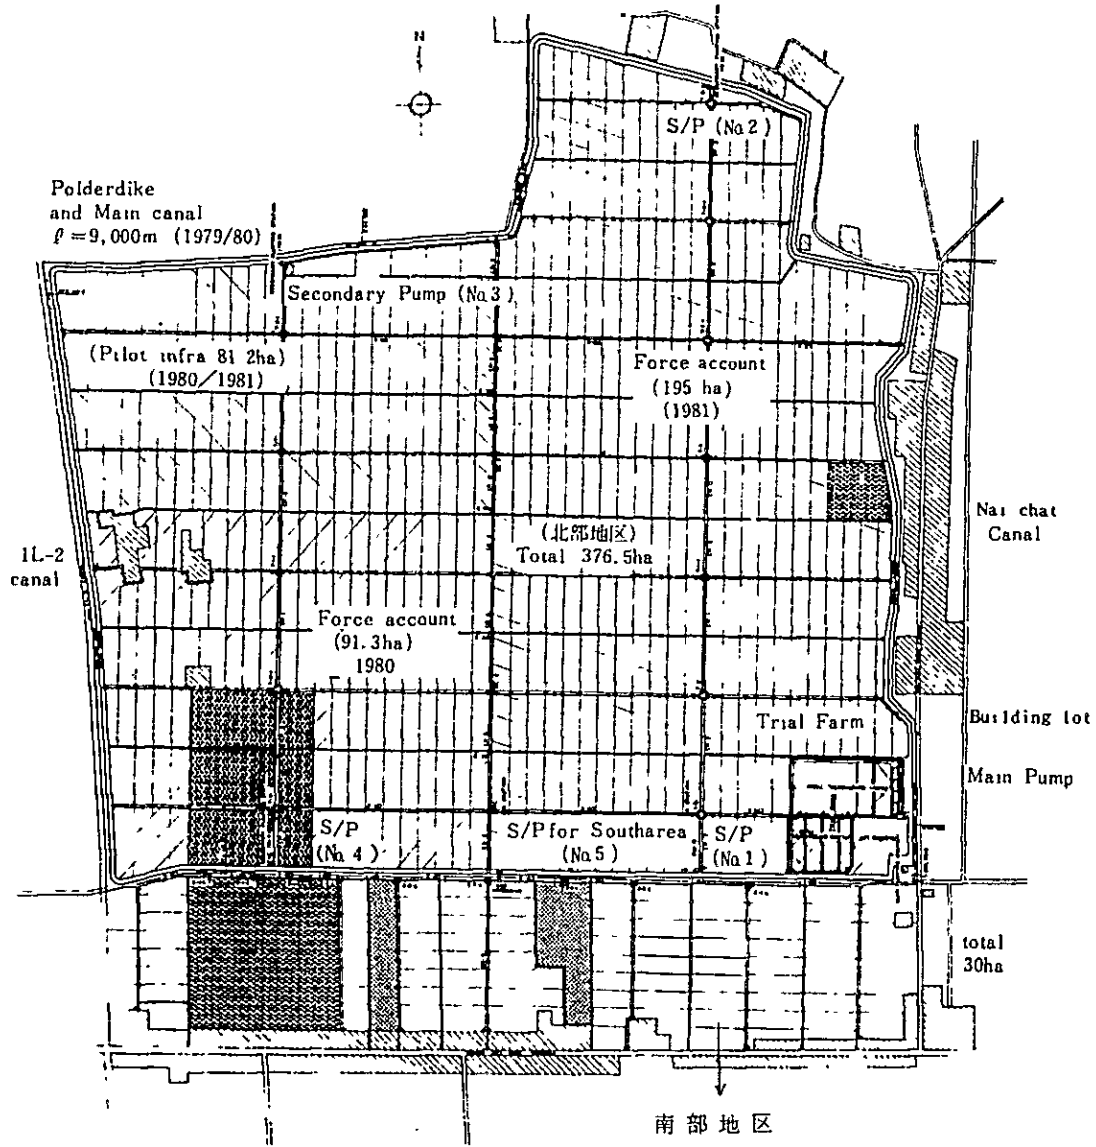 N
S/P (No.2)
Polderdike
and Main canal
ℓ=9,000m (1979/80)
Secondary Pump (No.3)
(Pilot infra 81.2ha)
(1980/1981)
Force account
(195 ha)
(1981)
Nai chat
Canal
(北部地区)
Total 376.5ha
1L-2
canal
Force account
(91.3ha)
1980
Trial Farm
Building lot
Main Pump
S/P
(No.4)
S/P for Southarea
(No.5)
S/P
(No.1)
total
30ha
南部地区